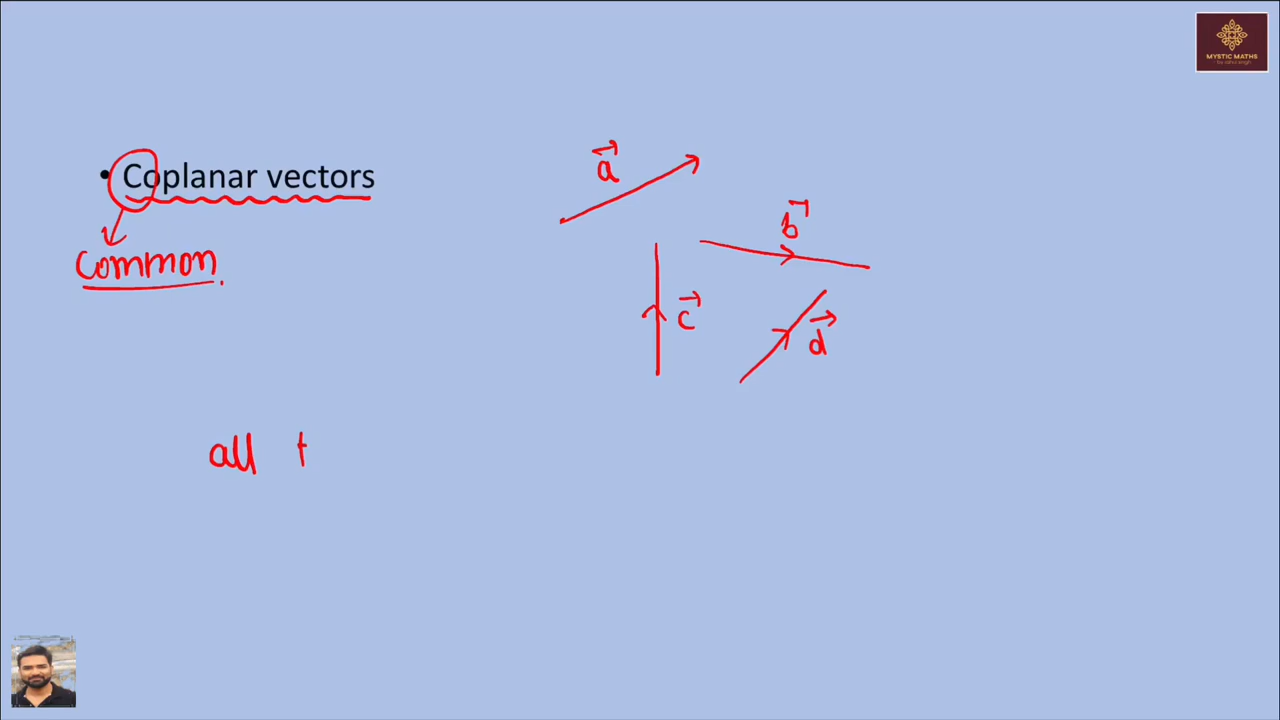 MYSTIC MATHS
• Coplanar vectors
Common.
a⃗
b⃗
c⃗
d⃗
all t